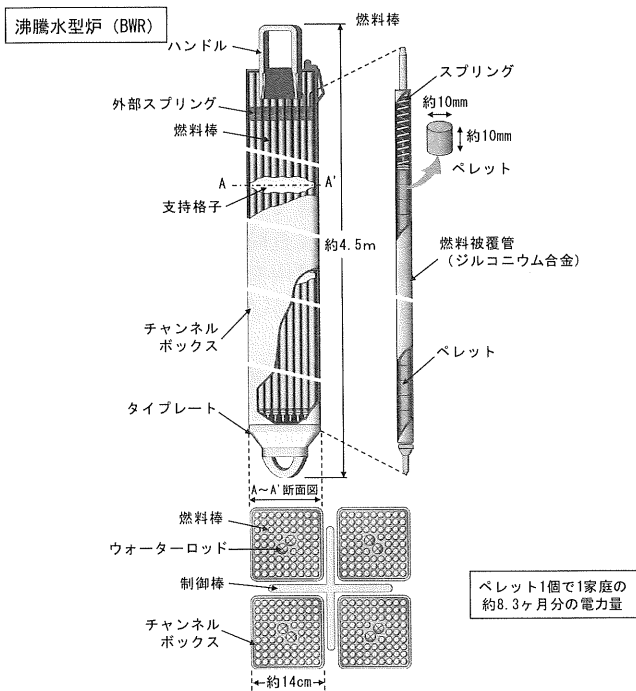 沸騰水型炉（BWR）
燃料棒
ハンドル
外部スプリング
燃料棒
A
A'
支持格子
約4.5m
チャンネル
ボックス
タイプレート
スプリング
約10mm
約10mm
ペレット
燃料被覆管
（ジルコニウム合金）
ペレット
A～A'断面図
燃料棒
ウォーターロッド
制御棒
チャンネル
ボックス
約14cm
ペレット1個で1家庭の
約8.3ヶ月分の電力量